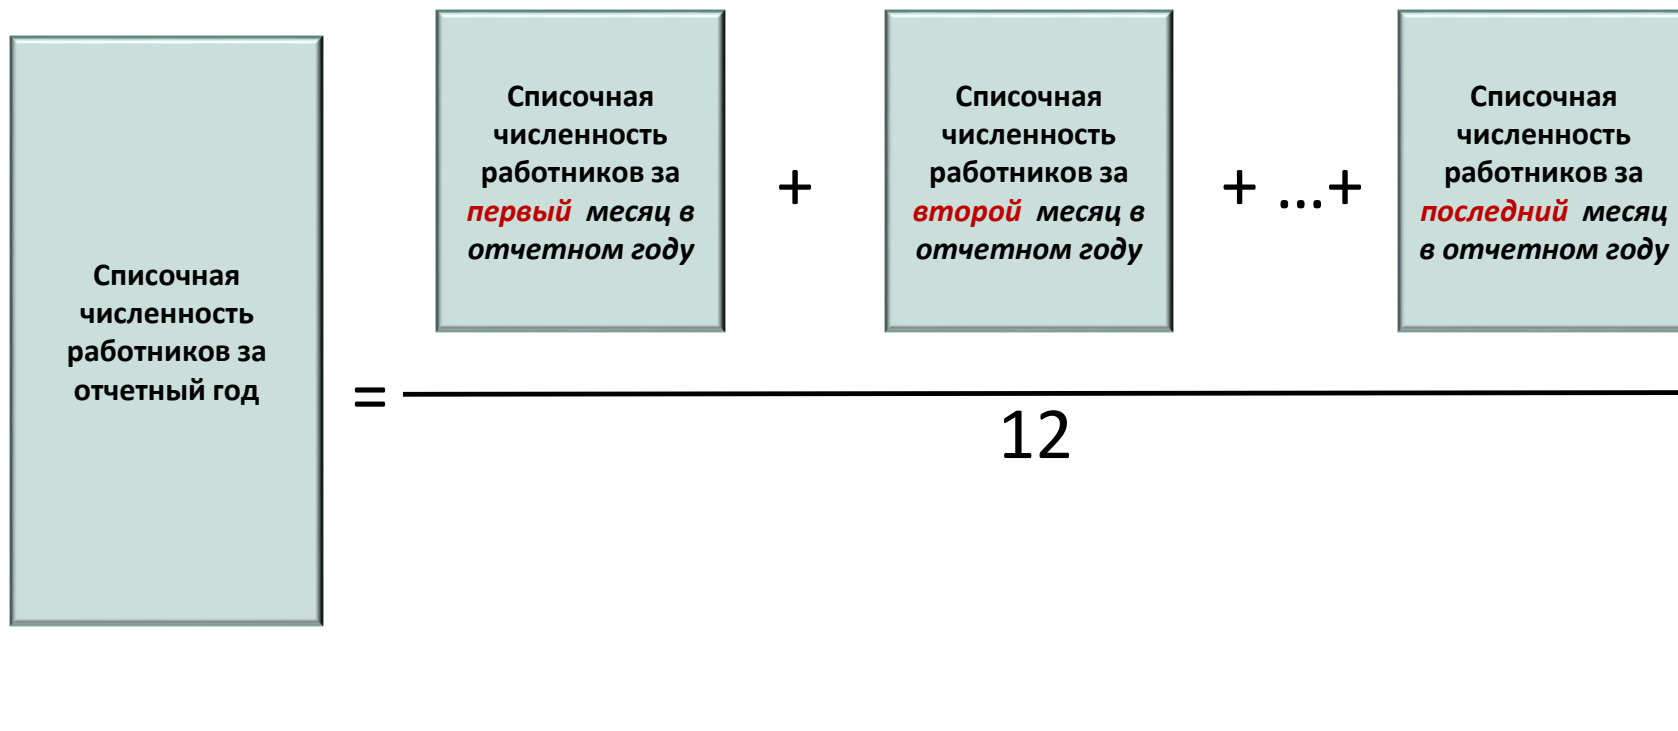 Списочная
численность
работников за
отчетный год
=
Списочная
численность
работников за
первый месяц в
отчетном году
+
Списочная
численность
работников за
второй месяц в
отчетном году
+ ...+
Списочная
численность
работников за
последний месяц
в отчетном году
12